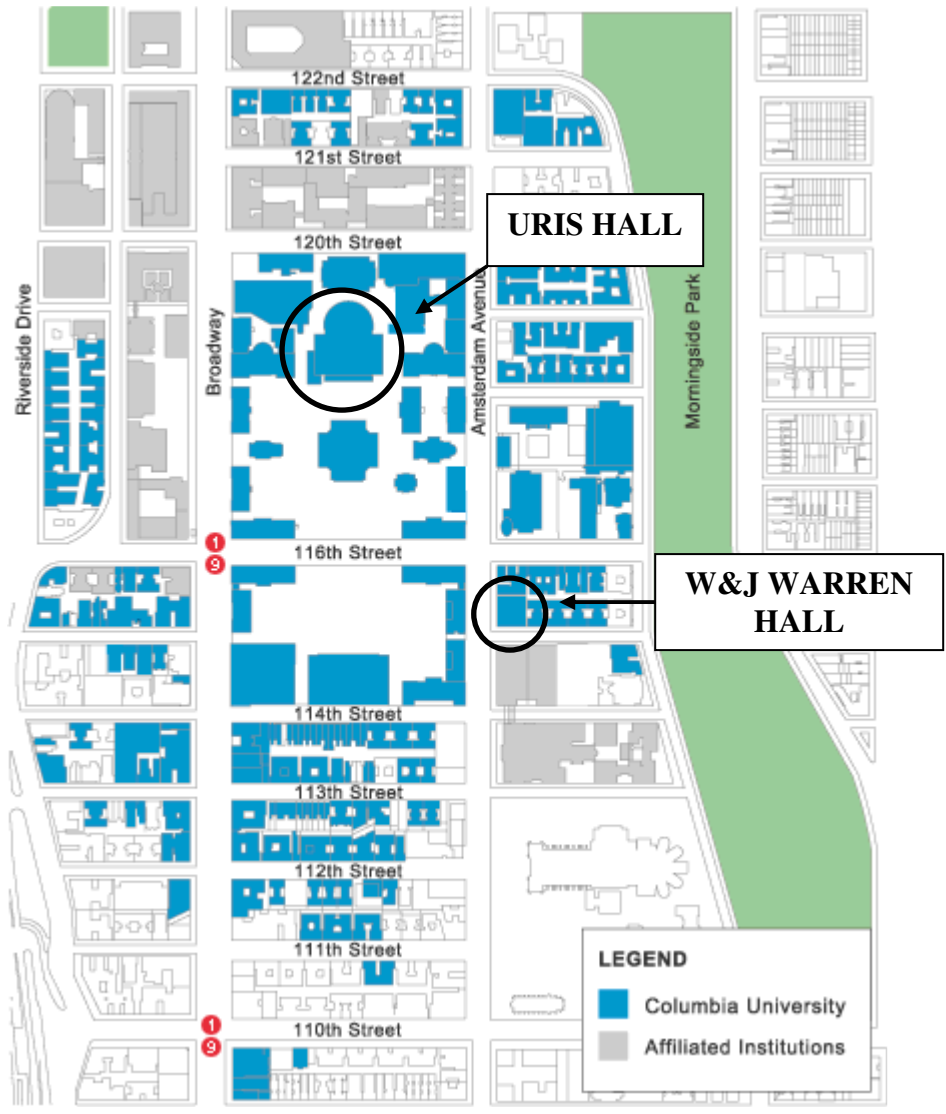 122nd Street
121st Street
URIS HALL
120th Street
Riverside Drive
Broadway
Amsterdam Avenue
Morningside Park
1
9
116th Street
W&J WARREN
HALL
114th Street
113th Street
112th Street
111th Street
LEGEND
Columbia University
Affiliated Institutions
1
9
110th Street